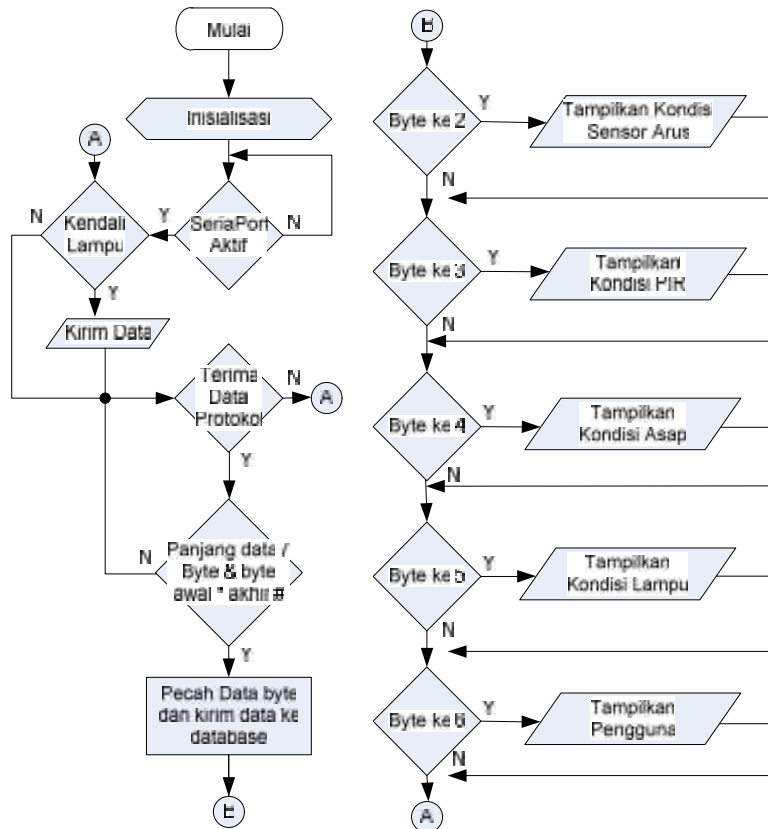 Mulai
Inisialisasi
A
Kendali
Lampu
N
Y
SeriaPort
Aktif
Y
N
Kirim Data
Terima
Data
Protokol
N
A
Y
Panjang data 7
Byte & byte
awal * akhir #
N
Y
Pecah Data byte
dan kirim data ke
database
B
B
Byte ke 2
Y
Tampilkan Kondisi
Sensor Arus
N
Byte ke 3
Y
Tampilkan
Kondisi PIR
N
Byte ke 4
Y
Tampilkan
Kondisi Asap
N
Byte ke 5
Y
Tampilkan
Kondisi Lampu
N
Byte ke 6
Y
Tampilkan
Pengguna
N
A